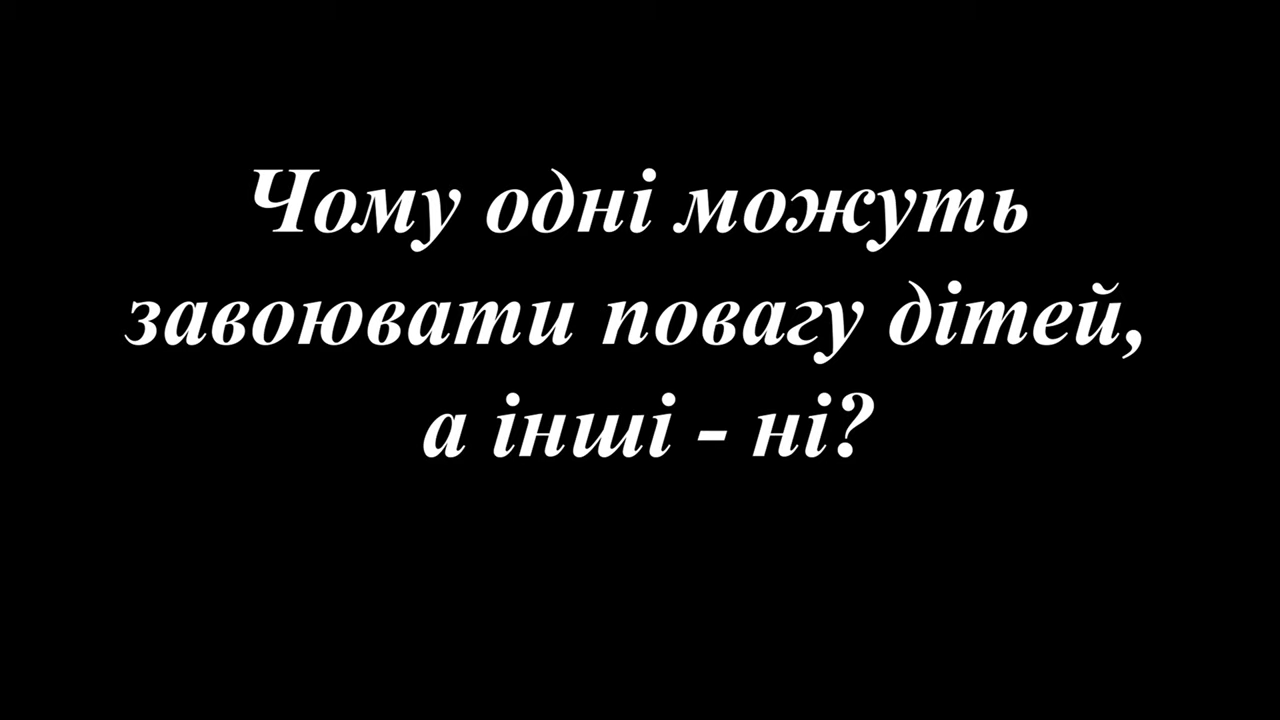 Чому одні можуть
завоювати повагу дітей,
а інші - ні?